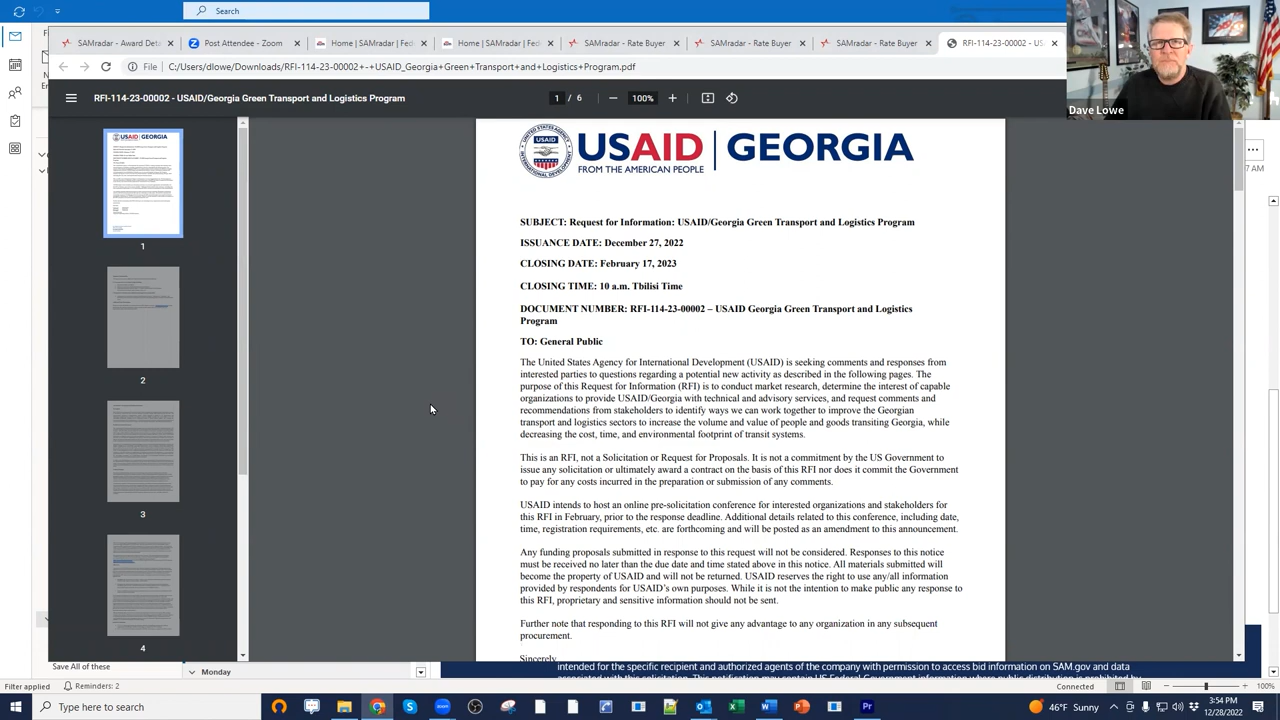 Search
SAMradar - Award Deta
Post Attendee - Zoom
Home | SAMradar | Fed
Home | SAMradar | Fed
SAMradar - Rate Buyer
SAMradar - Rate Buyer
SAMradar - Rate Buyer
RFI-114-23-00002 - US
File
C:/Users/dlowe/Downloads/RFI-114-23-00002+-+USAID_Georgia+Green+Transport+and+Logistics+Program.pdf
RFI-114-23-00002 - USAID/Georgia Green Transport and Logistics Program
1 / 6
100%
Dave Lowe
7 AM
1
2
3
4
USAID | GEORGIA
FROM THE AMERICAN PEOPLE
SUBJECT: Request for Information: USAID/Georgia Green Transport and Logistics Program
ISSUANCE DATE: December 27, 2022
CLOSING DATE: February 17, 2023
CLOSING TIME: 10 a.m. Tbilisi Time
DOCUMENT NUMBER: RFI-114-23-00002 – USAID Georgia Green Transport and Logistics
Program
TO: General Public
The United States Agency for International Development (USAID) is seeking comments and responses from
interested parties to questions regarding a potential new activity as described in the following pages. The
purpose of this Request for Information (RFI) is to conduct market research, determine the interest of capable
organizations to provide USAID/Georgia with technical and advisory services, and request comments and
recommendations from stakeholders to identify ways we can work together to improve the Georgian
transport and logistics sectors to increase the volume and value of people and goods transiting Georgia, while
decreasing the cost, time, and environmental footprint of transit systems.
This is an RFI, not a Solicitation or Request for Proposals. It is not a commitment by the US Government to
issue any solicitation or ultimately award a contract on the basis of this RFI nor does it commit the Government
to pay for any costs incurred in the preparation or submission of any comments.
USAID intends to host an online pre-solicitation conference for interested organizations and stakeholders for
this RFI in February, prior to the response deadline. Additional details related to this conference, including date,
time, registration requirements, etc. are forthcoming and will be posted as an amendment to this announcement.
Any funding proposals submitted in response to this request will not be considered. Responses to this notice
must be received no later than the due date and time stated above in this notice. All materials submitted will
become the property of USAID and will not be returned. USAID reserves the right to use any/all information
provided by respondents for USAID's own purposes. While it is not the intention to make public any response to
this RFI, proprietary and sensitive information should not be sent.
Further note that responding to this RFI will not give any advantage to any organization in any subsequent
procurement.
Sincerely
Save All of these
Monday
intended for the specific recipient and authorized agents of the company with permission to access bid information on SAM.gov and data
associated with this solicitation. This notification may contain US Federal Government information where public distribution is prohibited by
Filter applied
Reminders: 2
Connected
100%
Type here to search
46°F Sunny
3:54 PM
12/28/2022